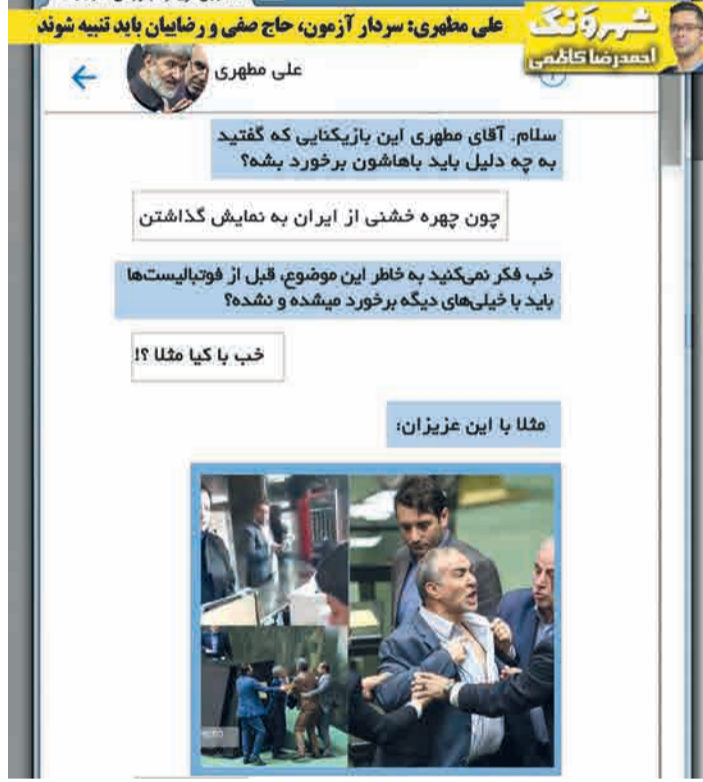 شهرونگ
احمدرضا کاظمی
علی مطهری: سردار آزمون، حاج صفی و رضاییان باید تنبیه شوند
علی مطهری
سلام. آقای مطهری این بازیکنایی که گفتید
به چه دلیل باید باهاشون برخورد بشه؟
چون چهره خشنی از ایران به نمایش گذاشتن
خب فکر نمی‌کنید به خاطر این موضوع، قبل از فوتبالیست‌ها
باید با خیلی‌های دیگه برخورد میشده و نشده؟
خب با کیا مثلا ؟!
مثلا با این عزیزان: